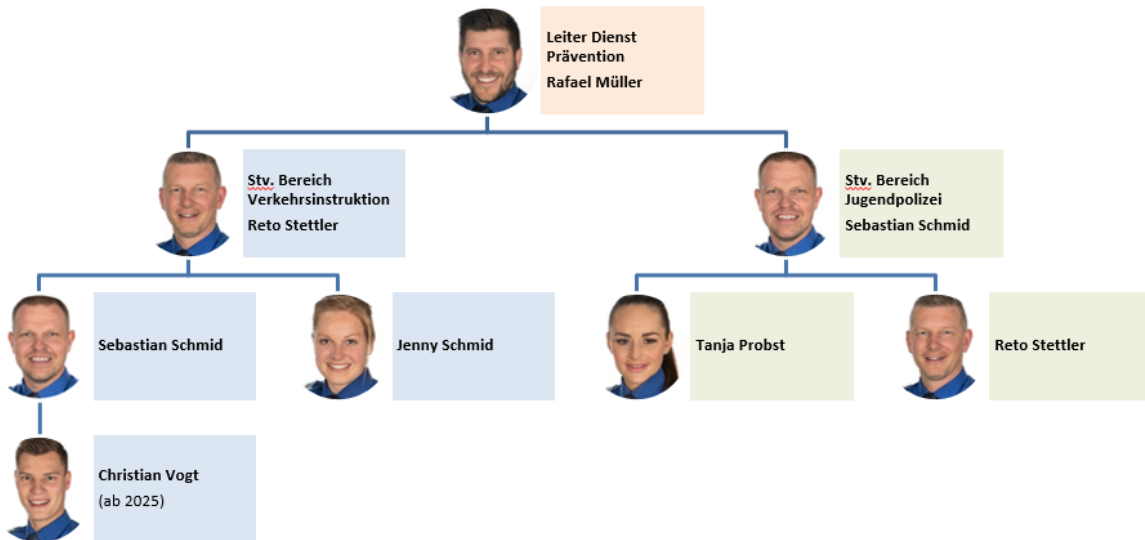 Leiter Dienst
Prävention
Rafael Müller
Stv. Bereich
Verkehrsinstruktion
Reto Stettler
Stv. Bereich
Jugendpolizei
Sebastian Schmid
Sebastian Schmid
Jenny Schmid
Tanja Probst
Reto Stettler
Christian Vogt
(ab 2025)